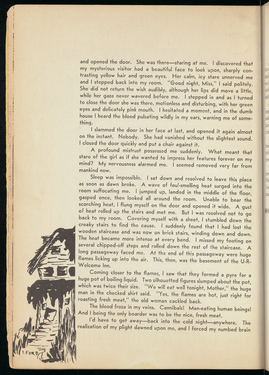 and opened the door. She was there—staring at me. I discovered that
my mysterious visitor had a beautiful face to look upon, sharply con-
trasting yellow hair and green eyes. Her calm, icy stare unnerved me
and I stepped back into my room. "Good night, Miss," I said politely.
She did not return the wish audibly, although her lips did move a little,
while her gaze never wavered before me. I stepped in and as I turned
to close the door she was there, motionless and disturbing, with her green
eyes and delicately pink mouth. I hesitated a moment, and in the dumb
house I heard the blood pulsating wildly in my ears, warning me of some-
thing.
I slammed the door in her face at last, and opened it again almost
on the instant. Nobody. She had vanished without the slightest sound.
I closed the door quickly and put a chair against it.
A profound mistrust possessed me suddenly. What meant that
stare of the girl as if she wanted to impress her features forever on my
mind? My nervousness alarmed me. I seemed removed very far from
mankind now.
Sleep was impossible. I sat down and resolved to leave this place
as soon as dawn broke. A wave of foul-smelling heat surged into the
room suffocating me. I jumped up, landed in the middle of the floor,
gasped once, then looked all around the room. Unable to bear the
scorching heat, I flung myself on the door and opened it wide. A gust
of heat rolled up the stairs and met me. But I was resolved not to go
back to my room. Covering myself with a sheet, I stumbled down the
creaky stairs to find the cause. I suddenly found that I had lost the
wooden staircase and was now on brick stairs, winding down and down.
The heat became more intense at every bend. I missed my footing on
several chipped-off steps and rolled down the rest of the staircase. A
long passageway faced me. At the end of this passageway were huge
flames licking up into the air. This, then, was the basement of the U-R-
Welcome Inn.
Coming closer to the flames, I saw that they formed a pyre for a
huge pot of boiling liquid. Two silhouetted figures stumped about the pot,
which was twice their size. "We will eat well tonight, Mother," the huge
man in the checked shirt said. "Yes, the flames are hot, just right for
roasting fresh meat," the old woman cackled back.
The blood froze in my veins. Cannibals! Man-eating human beings!
And I being the only boarder was to be the nice, fresh meat.
I'd have to get away—back into the cold night—anywhere. The
realization of my plight dawned upon me, and I forced my numbed brain